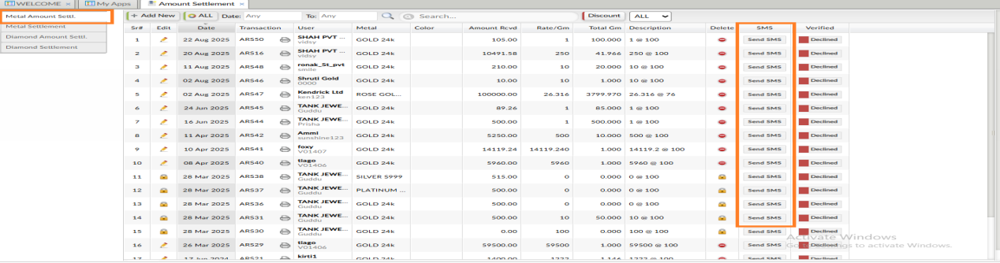 WELCOME × My Apps × Amount Settlement ×
Metal Amount Settl.
Metal Settlement
Diamond Amount Settl.
Diamond Settlement
+ Add New ALL Date: Any To: Any Search... Discount ALL
Sr# Edit Date Transaction User Metal Color Amount Rcvd Rate/Gm Total Gm Description Delete SMS Verified
1 22 Aug 2025 ARS50 SHAH PVT ... GOLD 24k 105.00 1 100.000 1 @ 100 Send SMS Declined
vidsy
2 20 Aug 2025 ARS16 SHAH PVT ... GOLD 24k 10491.58 250 41.966 250 @ 100 Send SMS Declined
vidsy
3 11 Aug 2025 ARS48 ronak_St_pvt GOLD 24k 210.00 10 20.000 10 @ 100 Send SMS Declined
smile
4 02 Aug 2025 ARS46 Shruti Gold GOLD 24k 10.00 10 1.000 10 @ 100 Send SMS Declined
0000
5 02 Aug 2025 ARS47 Kendrick Ltd ROSE GOL... 100000.00 26.316 3799.970 26.316 @ 76 Send SMS Declined
ken123
6 24 Jun 2025 ARS45 TANK JEWE... GOLD 24k 89.26 1 85.000 1 @ 100 Send SMS Declined
Guddu
7 16 Jun 2025 ARS44 TANK JEWE... GOLD 24k 500.00 1 500.000 1 @ 100 Send SMS Declined
Prisha
8 11 Apr 2025 ARS42 Ammi GOLD 24k 5250.00 500 10.000 500 @ 100 Send SMS Declined
sunshine123
9 10 Apr 2025 ARS41 foxy GOLD 24k 14119.24 14119.240 1.000 14119.2 @ 100 Send SMS Declined
V01407
10 08 Apr 2025 ARS40 tiago GOLD 24k 5960.00 5960 1.000 5960 @ 100 Send SMS Declined
V01406
11 28 Mar 2025 ARS38 TANK JEWE... SILVER S999 515.00 0 0.000 0 @ 100 Send SMS Declined
Guddu
12 28 Mar 2025 ARS37 TANK JEWE... PLATINUM ... 500.00 0 0.000 0 @ 100 Send SMS Declined
Guddu
13 28 Mar 2025 ARS36 TANK JEWE... GOLD 24k 500.00 0 0.000 0 @ 100 Send SMS Declined
Guddu
14 28 Mar 2025 ARS31 TANK JEWE... GOLD 24k 500.00 10 50.000 10 @ 100 Send SMS Declined
Guddu
15 28 Mar 2025 ARS30 TANK JEWE... GOLD 24k 0.00 100 0.000 100 @ 100 Send SMS Declined
Guddu
16 26 Mar 2025 ARS29 tiago GOLD 24k 59500.00 59500 1.000 59500 @ 100 Send SMS Declined
V01406
17 17 Jun 2024 ARS21 kirti1 GOLD 24k 1400.00 1222 1.146 1222 @ 100 Send SMS Declined
Activate Windows
Go to Settings to activate Windows.